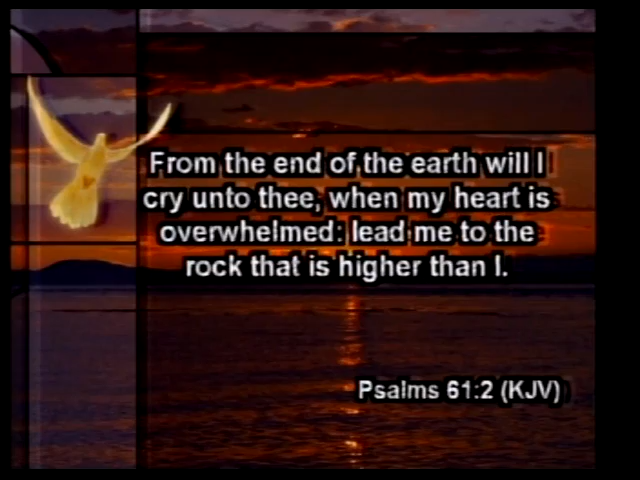 From the end of the earth will I
cry unto thee, when my heart is
overwhelmed: lead me to the
rock that is higher than I.
Psalms 61:2 (KJV)